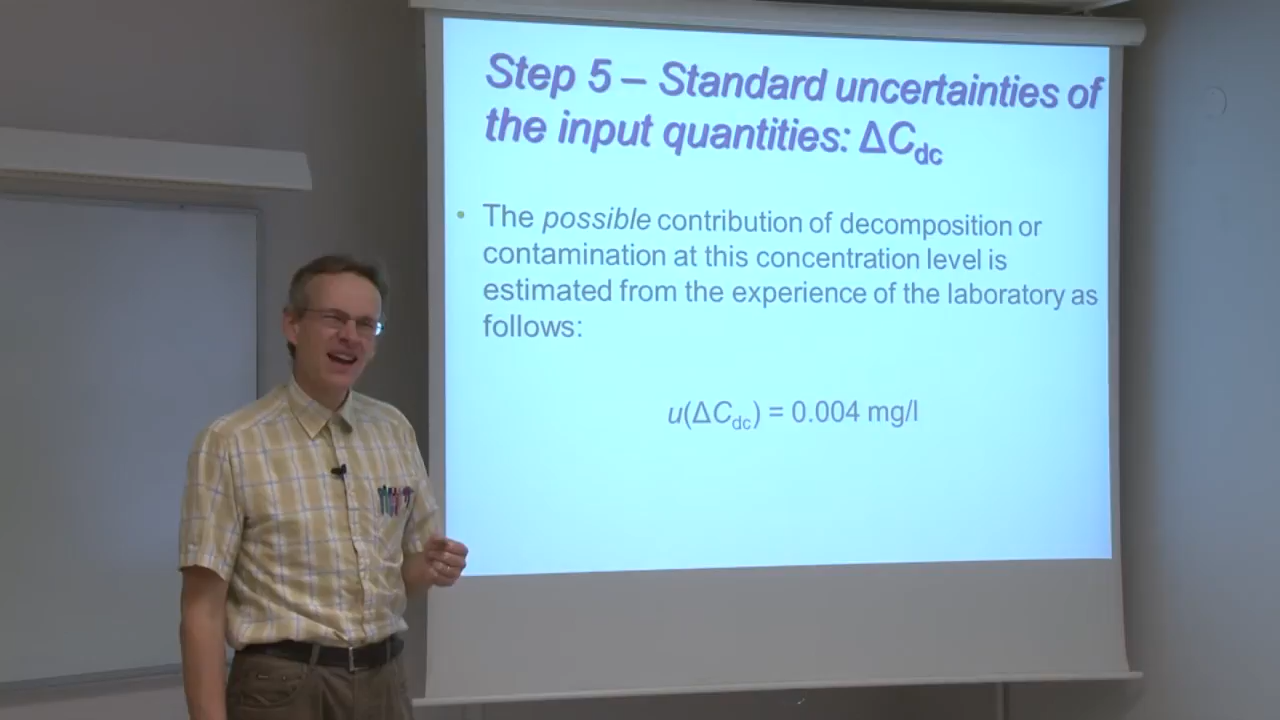 Step 5 – Standard uncertainties of
the input quantities: ΔCdc
• The possible contribution of decomposition or
contamination at this concentration level is
estimated from the experience of the laboratory as
follows:
u(ΔCdc) = 0.004 mg/l